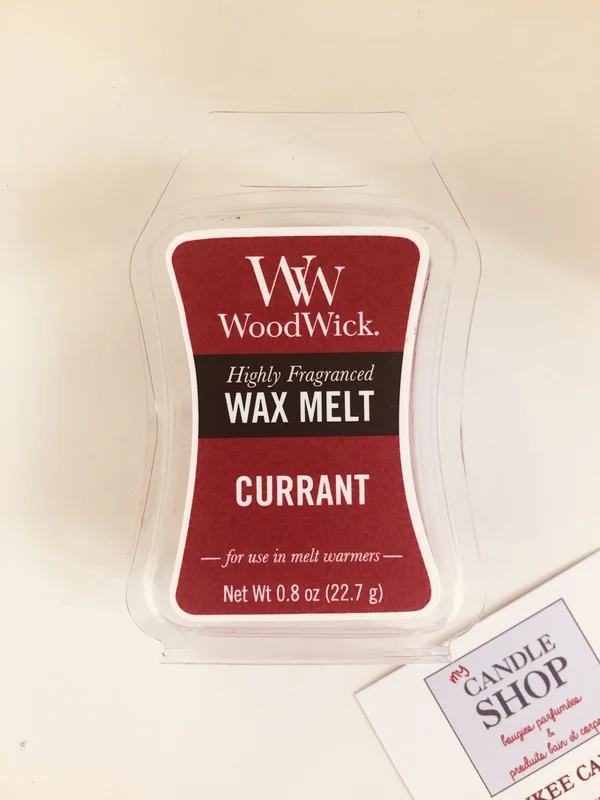 WW
WoodWick.
Highly Fragranced
WAX MELT
CURRANT
for use in melt warmers
Net Wt 0.8 oz (22.7 g)
my
CANDLE
SHOP
bougies parfumées
&
produits bain et corps